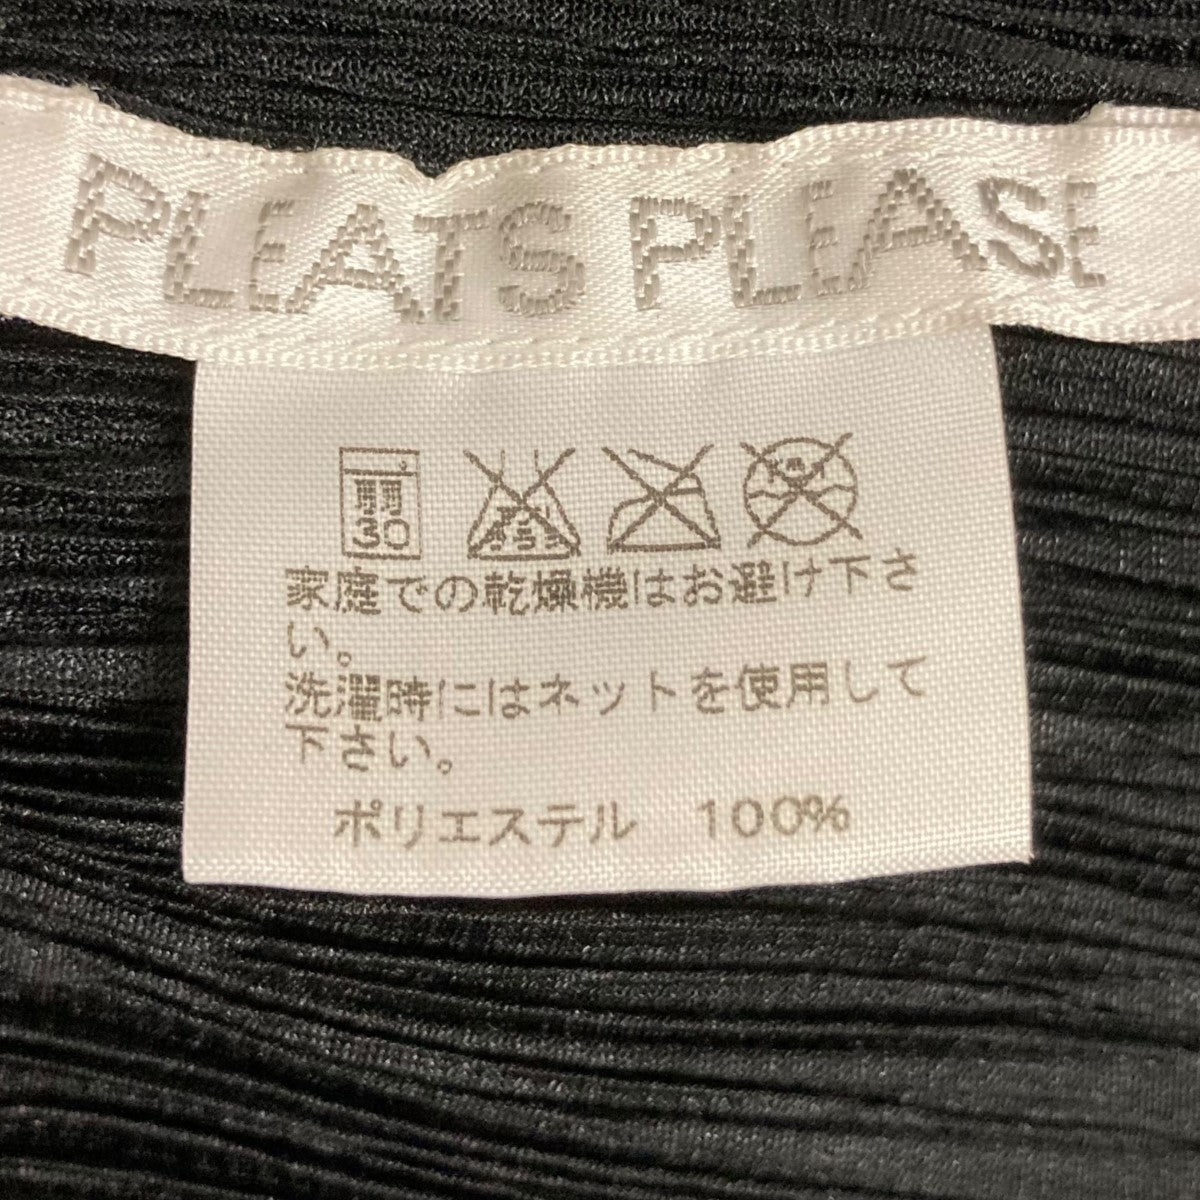 PLEATS PLEASE
30
家庭での乾燥機はお避け下さ
い。
洗濯時にはネットを使用して
下さい。
ポリエステル 100%